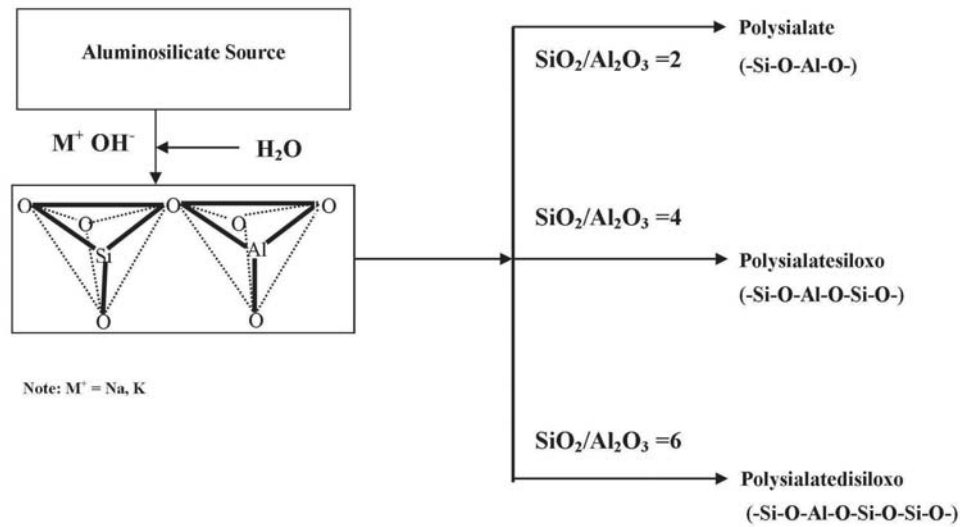 Aluminosilicate Source
M⁺ OH⁻
H₂O
O
O
O
O
O
Si
Al
O
O
Note: M⁺ = Na, K
SiO₂/Al₂O₃ =2
Polysialate
(-Si-O-Al-O-)
SiO₂/Al₂O₃ =4
Polysialatesiloxo
(-Si-O-Al-O-Si-O-)
SiO₂/Al₂O₃ =6
Polysialatedisiloxo
(-Si-O-Al-O-Si-O-Si-O-)